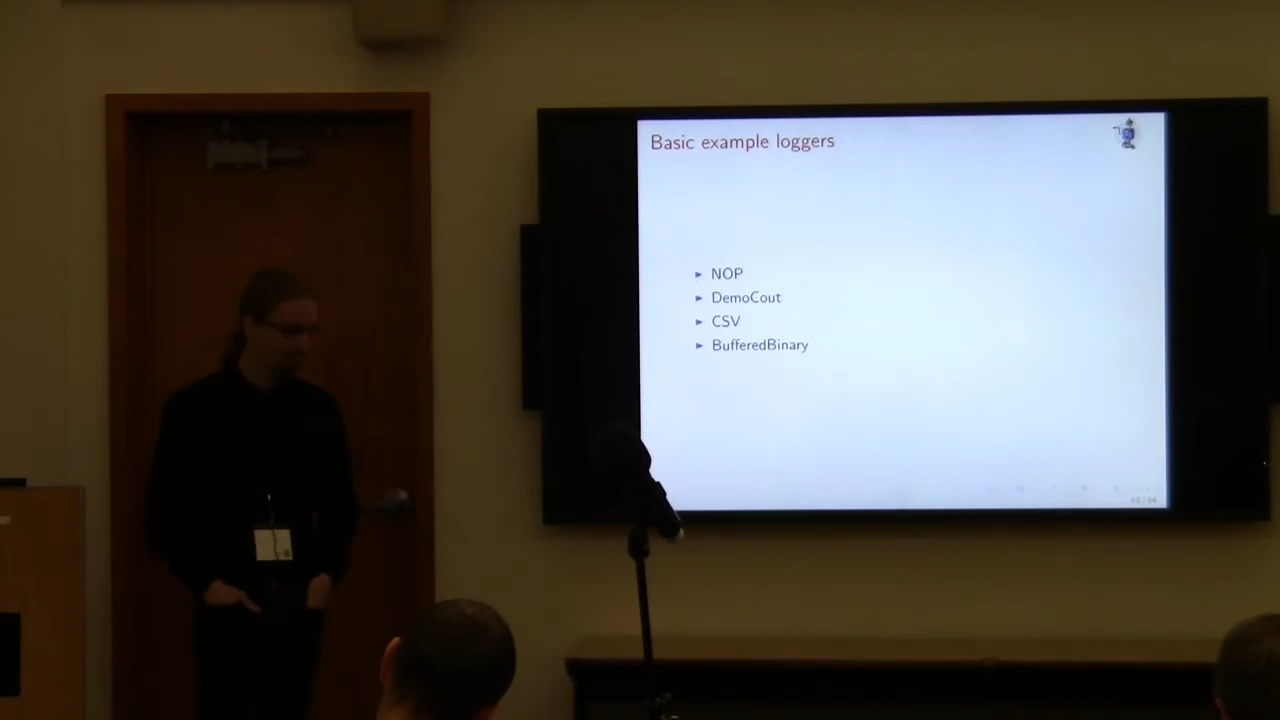 Basic example loggers
► NOP
► DemoCout
► CSV
► BufferedBinary